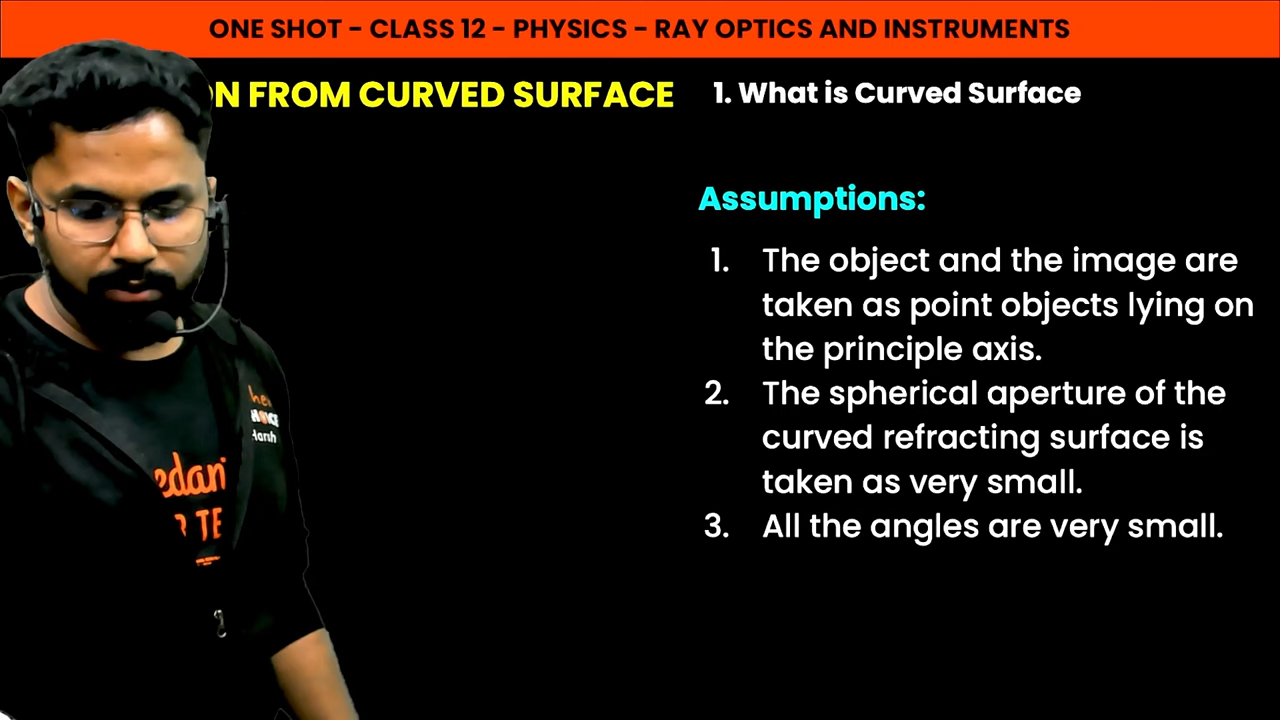 ONE SHOT - CLASS 12 - PHYSICS - RAY OPTICS AND INSTRUMENTS
FROM CURVED SURFACE
1. What is Curved Surface
Assumptions:
1. The object and the image are
taken as point objects lying on
the principle axis.
2. The spherical aperture of the
curved refracting surface is
taken as very small.
3. All the angles are very small.